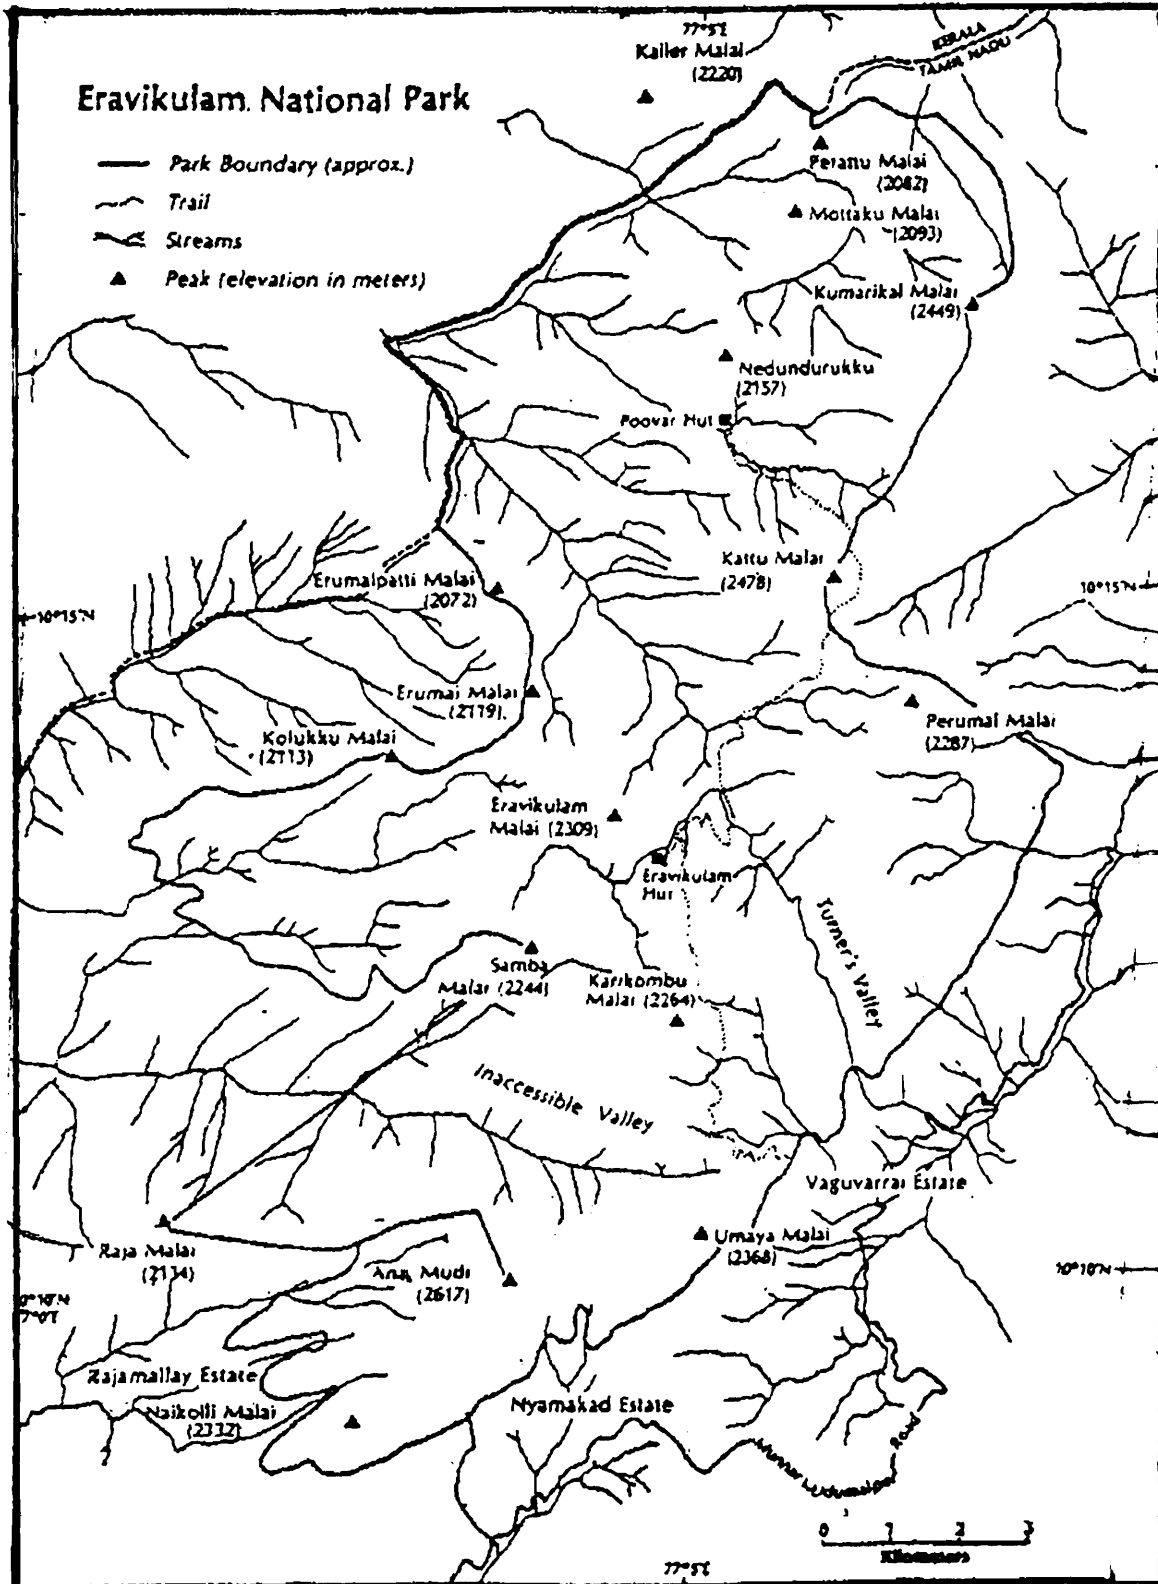 77°5'E
Kaller Malai
(2220)
KERALA
TAMIL NADU
Eravikulam National Park
Park Boundary (approx.)
Trail
Streams
Peak (elevation in meters)
Perattu Malai
(2082)
Mottaku Malai
(2093)
Kumarikal Malai
(2449)
Nedundurukku
(2157)
Poovar Hut
Kattu Malai
(2478)
Erumalpatti Malai
(2072)
10°15'N
10°15'N
Erumai Malai
(2119)
Kolukku Malai
(2113)
Perumal Malai
(2287)
Eravikulam
Malai (2309)
Eravikulam
Hut
Turner's Valley
Samba
Malai (2244)
Karikombu
Malai (2264)
Inaccessible Valley
Vaguvarrai Estate
Raja Malai
(2134)
Umaya Malai
(2368)
Ana Mudi
(2617)
10°10'N
Rajamallay Estate
Naikolli Malai
(2332)
Nyamakad Estate
Road
0 1 2 3
Kilometers
77°5'E